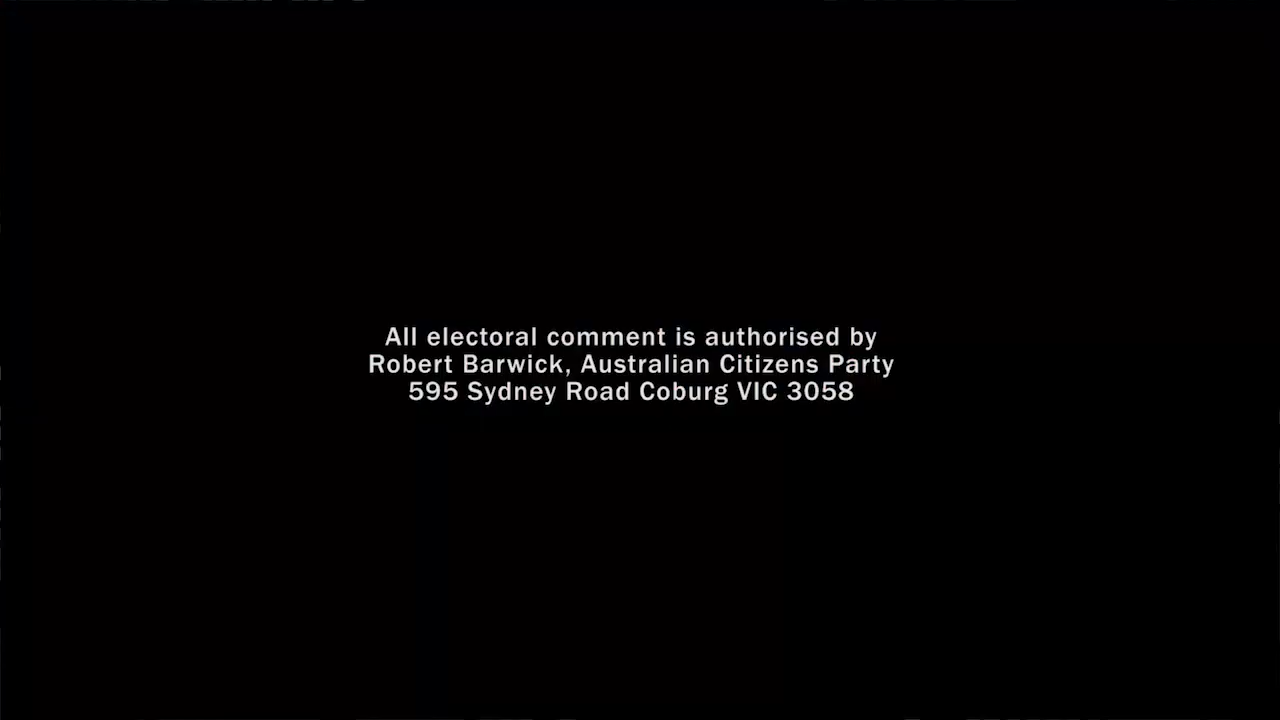 All electoral comment is authorised by
Robert Barwick, Australian Citizens Party
595 Sydney Road Coburg VIC 3058